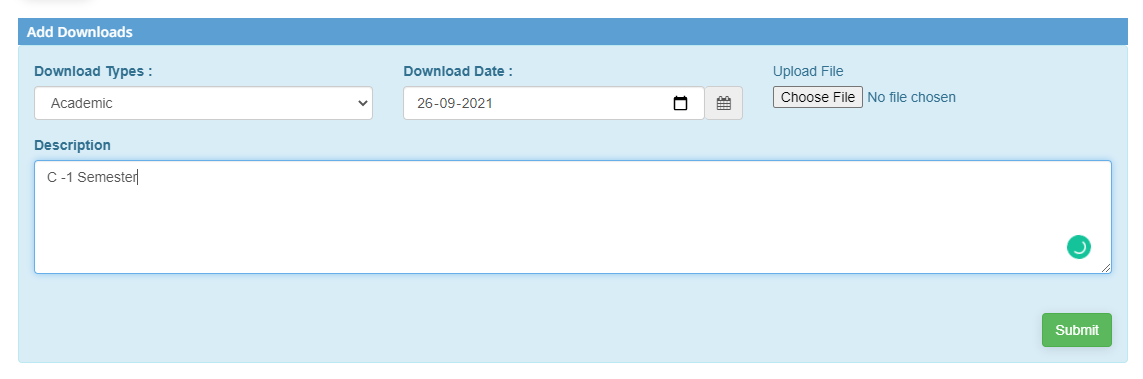 Add Downloads
Download Types :
Download Date :
Upload File
Academic
26-09-2021
Choose File No file chosen
Description
C -1 Semester
Submit